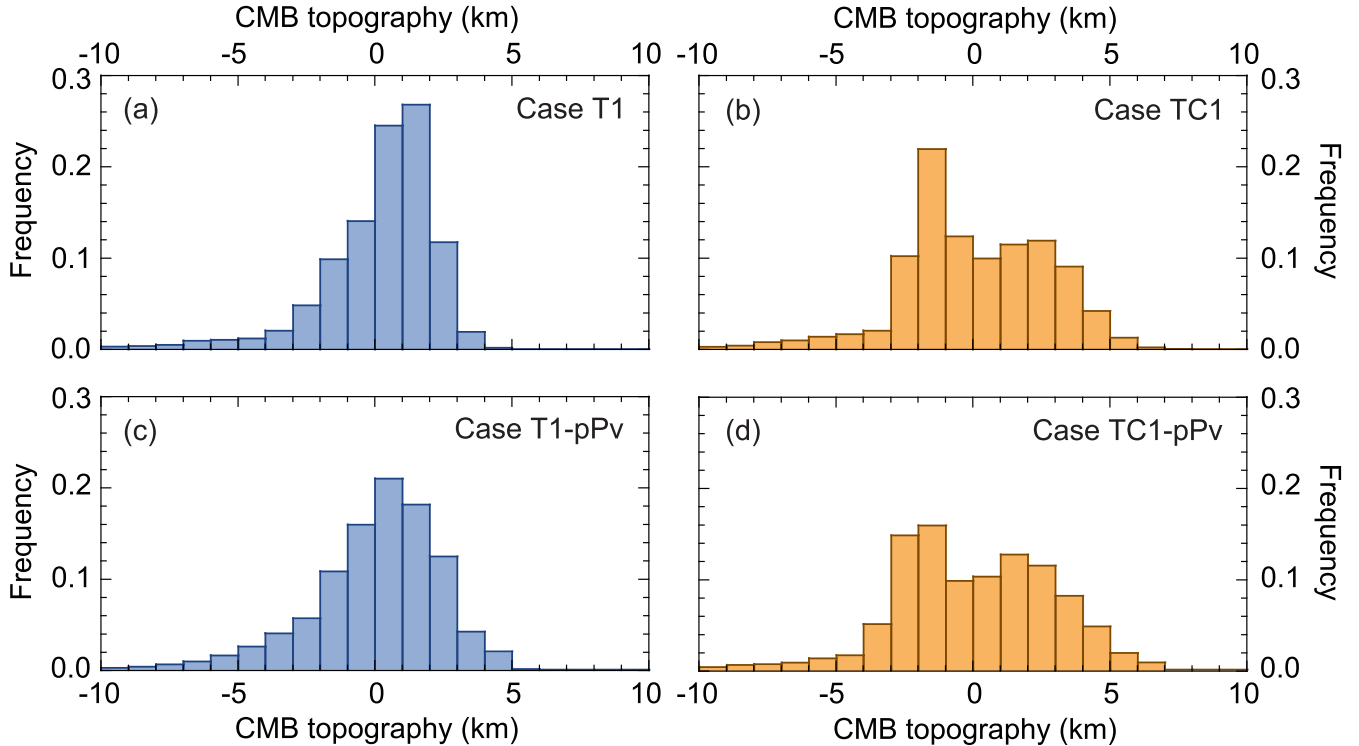 CMB topography (km)
CMB topography (km)
-10 -5 0 5 10
-10 -5 0 5 10
0.3
0.2
0.1
0.0
Frequency
(a)
Case T1
(b)
Case TC1
0.3
0.2
0.1
0.0
Frequency
0.3
0.2
0.1
0.0
Frequency
(c)
Case T1-pPv
(d)
Case TC1-pPv
0.3
0.2
0.1
0.0
Frequency
-10 -5 0 5 10
-10 -5 0 5 10
CMB topography (km)
CMB topography (km)